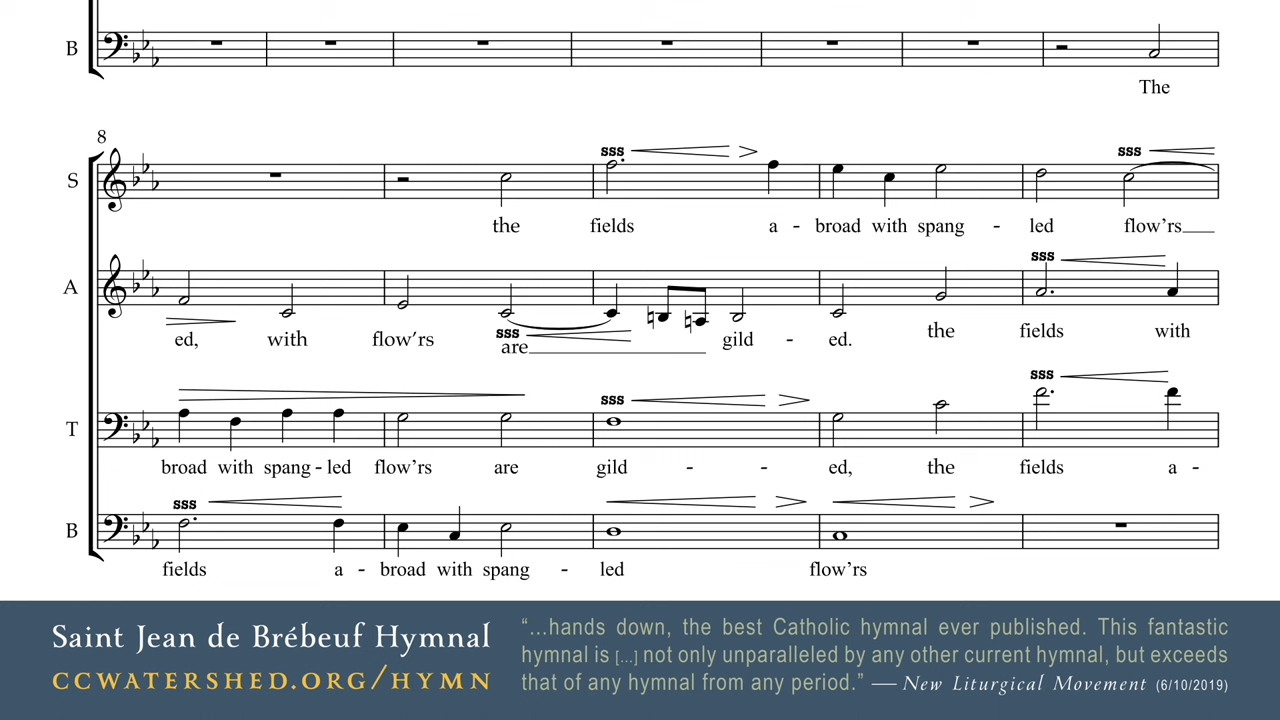 B
The
8
sss sss
S
the fields a - broad with spang - led flow'rs
sss
A
ed, with flow'rs sss are gild - ed. the fields with
sss sss
T
broad with spang - led flow'rs are gild - - ed, the fields a -
sss
B
fields a - broad with spang - led flow'rs
Saint Jean de Brébeuf Hymnal
CCWATERSHED.ORG/HYMN
“...hands down, the best Catholic hymnal ever published. This fantastic
hymnal is [...] not only unparalleled by any other current hymnal, but exceeds
that of any hymnal from any period.” — New Liturgical Movement (6/10/2019)